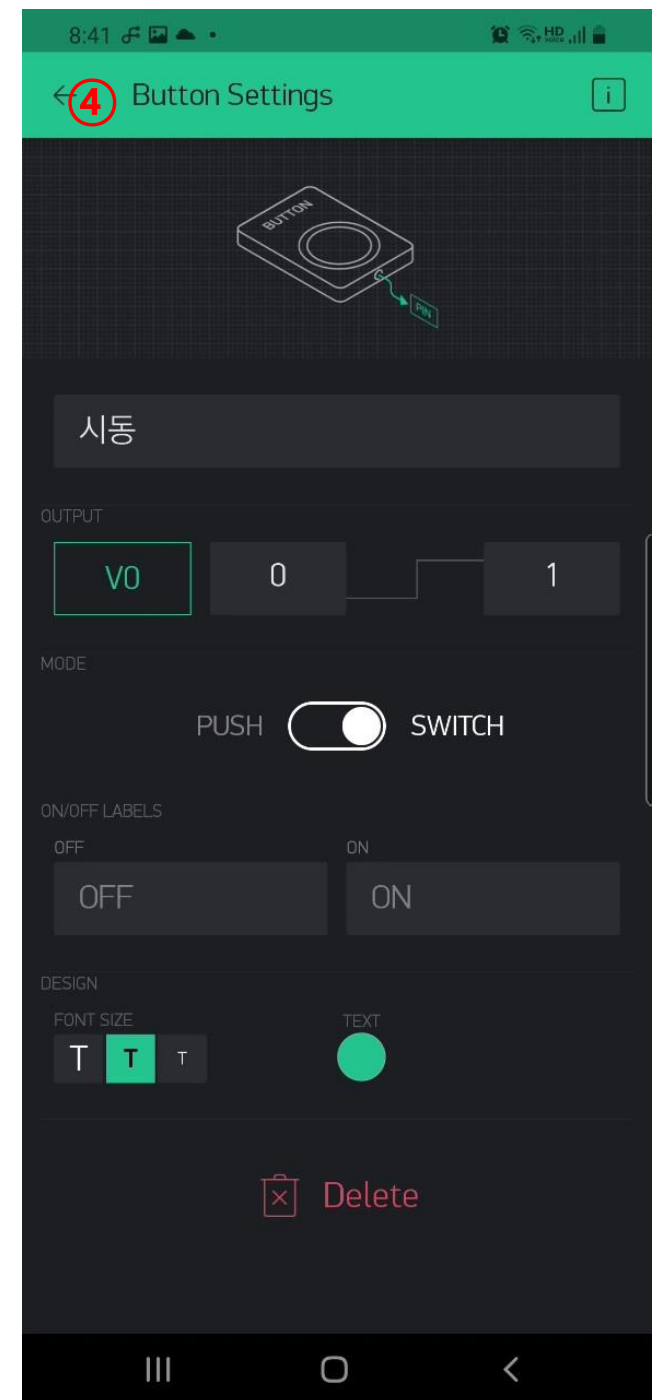 8:41
HD VOICE
④ Button Settings i
BUTTON
PIN
시동
OUTPUT
V0 0 1
MODE
PUSH SWITCH
ON/OFF LABELS
OFF ON
OFF ON
DESIGN
FONT SIZE TEXT
T T T
Delete